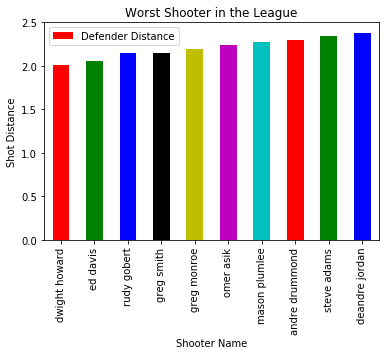 Worst Shooter in the League
Defender Distance
Shot Distance
2.5
2.0
1.5
1.0
0.5
0.0
dwight howard
ed davis
rudy gobert
greg smith
greg monroe
omer asik
mason plumlee
andre drummond
steve adams
deandre jordan
Shooter Name